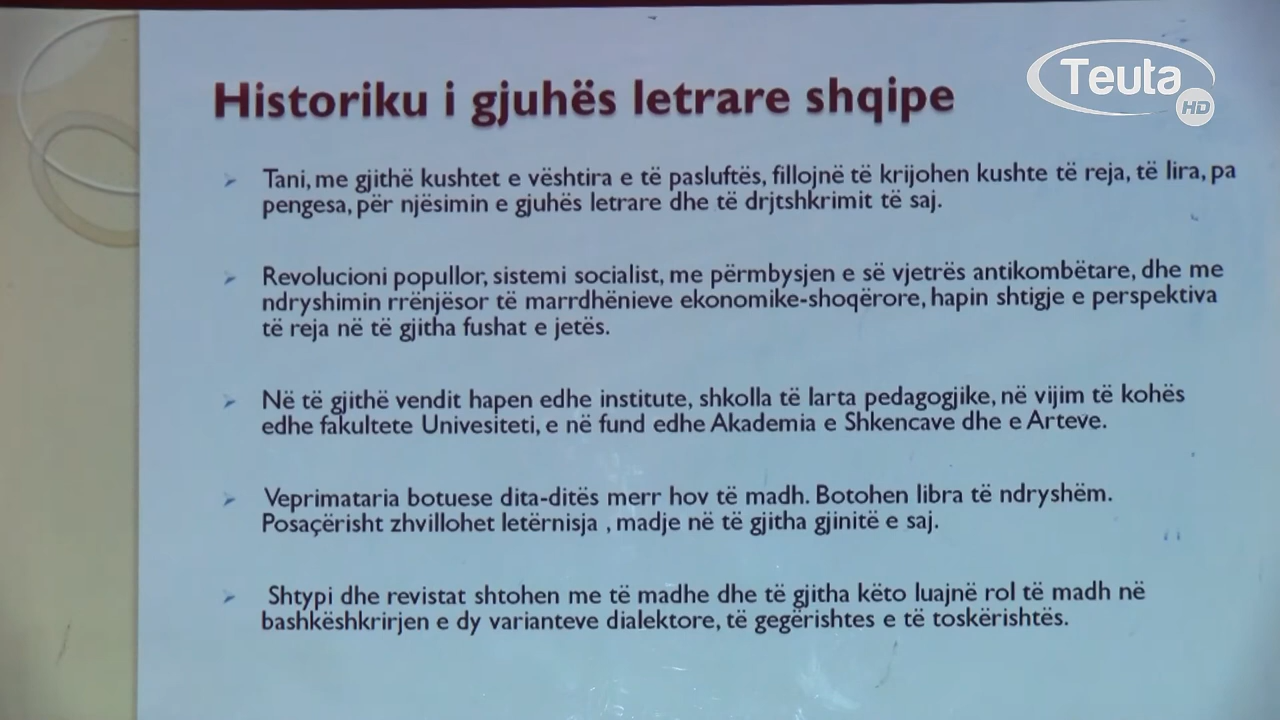 Historiku i gjuhës letrare shqipe
Teuta
HD
Tani, me gjithë kushtet e vështira e të pasluftës, fillojnë të krijohen kushte të reja, të lira, pa
pengesa, për njësimin e gjuhës letrare dhe të drjtshkrimit të saj.
Revolucioni popullor, sistemi socialist, me përmbysjen e së vjetrës antikombëtare, dhe me
ndryshimin rrënjësor të marrdhënieve ekonomike-shoqërore, hapin shtigje e perspektiva
të reja në të gjitha fushat e jetës.
Në të gjithë vendit hapen edhe institute, shkolla të larta pedagogjike, në vijim të kohës
edhe fakultete Univesiteti, e në fund edhe Akademia e Shkencave dhe e Arteve.
Veprimataria botuese dita-ditës merr hov të madh. Botohen libra të ndryshëm.
Posaçërisht zhvillohet letërnisja , madje në të gjitha gjinitë e saj.
Shtypi dhe revistat shtohen me të madhe dhe të gjitha këto luajnë rol të madh në
bashkëshkrirjen e dy varianteve dialektore, të gegërishtes e të toskërishtës.